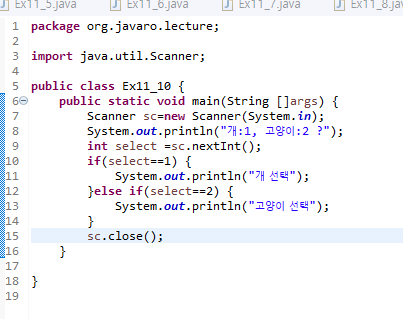 Ex11_5.java Ex11_6.java Ex11_7.java Ex11_8.java
1 package org.javaro.lecture;
2
3 import java.util.Scanner;
4
5 public class Ex11_10 {
6 public static void main(String []args) {
7 Scanner sc=new Scanner(System.in);
8 System.out.println("개:1, 고양이:2 ?");
9 int select =sc.nextInt();
10 if(select==1) {
11 System.out.println("개 선택");
12 }else if(select==2) {
13 System.out.println("고양이 선택");
14 }
15 sc.close();
16 }
17
18 }
19